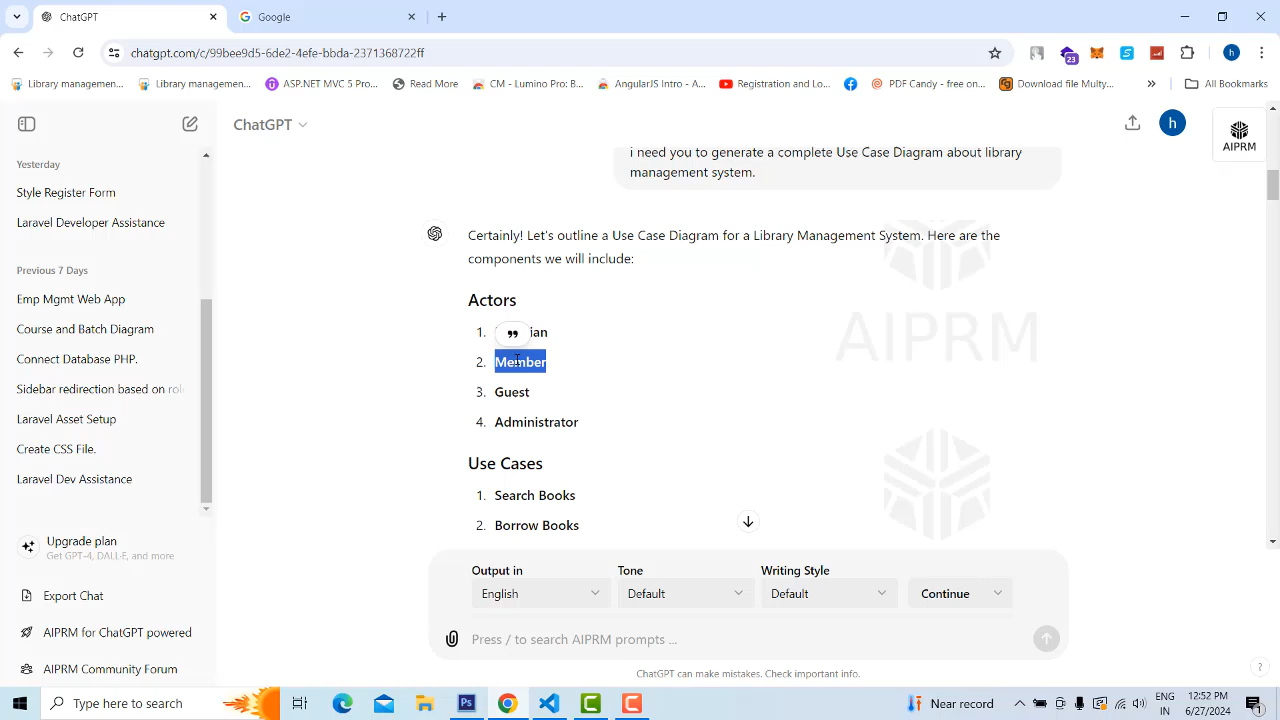 ChatGPT
Google
chatgpt.com/c/99bee9d5-6de2-4efe-bbda-2371368722ff
23
h
Library managemen...
Library managemen...
ASP.NET MVC 5 Pro...
Read More
CM - Lumino Pro: B...
AngularJS Intro - A...
Registration and Lo...
PDF Candy - free on...
Download file Multy...
All Bookmarks
ChatGPT
h
AIPRM
Yesterday
Style Register Form
Laravel Developer Assistance
Previous 7 Days
Emp Mgmt Web App
Course and Batch Diagram
Connect Database PHP.
Sidebar redirection based on rol
Laravel Asset Setup
Create CSS File.
Laravel Dev Assistance
Upgrade plan
Get GPT-4, DALL·E, and more
Export Chat
AIPRM for ChatGPT powered
AIPRM Community Forum
i need you to generate a complete Use Case Diagram about library
management system.
Certainly! Let's outline a Use Case Diagram for a Library Management System. Here are the
components we will include:
AIPRM
Actors
1. ian
2. Member
3. Guest
4. Administrator
Use Cases
1. Search Books
2. Borrow Books
Output in
Tone
Writing Style
English
Default
Default
Continue
Press / to search AIPRM prompts ...
ChatGPT can make mistakes. Check important info.
?
Type here to search
Ps
Near record
ENG
IN
12:52 PM
6/27/2024
1